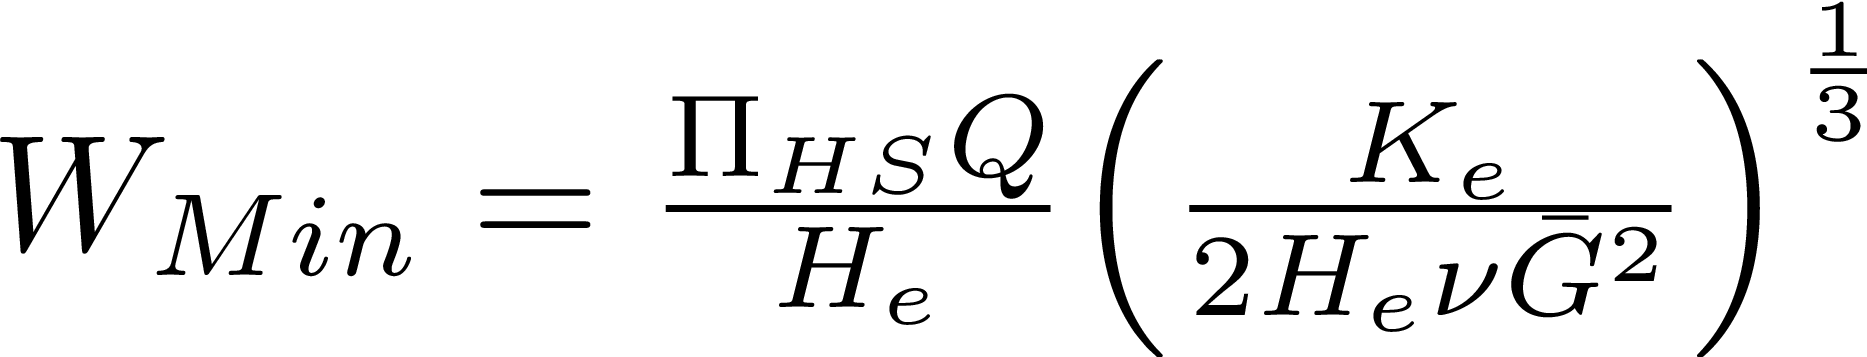 W_{Min} = \frac{\Pi_{HS} Q}{H_e} \left( \frac{K_e}{2 H_e \nu \bar{G}^2} \right)^{\frac{1}{3}}